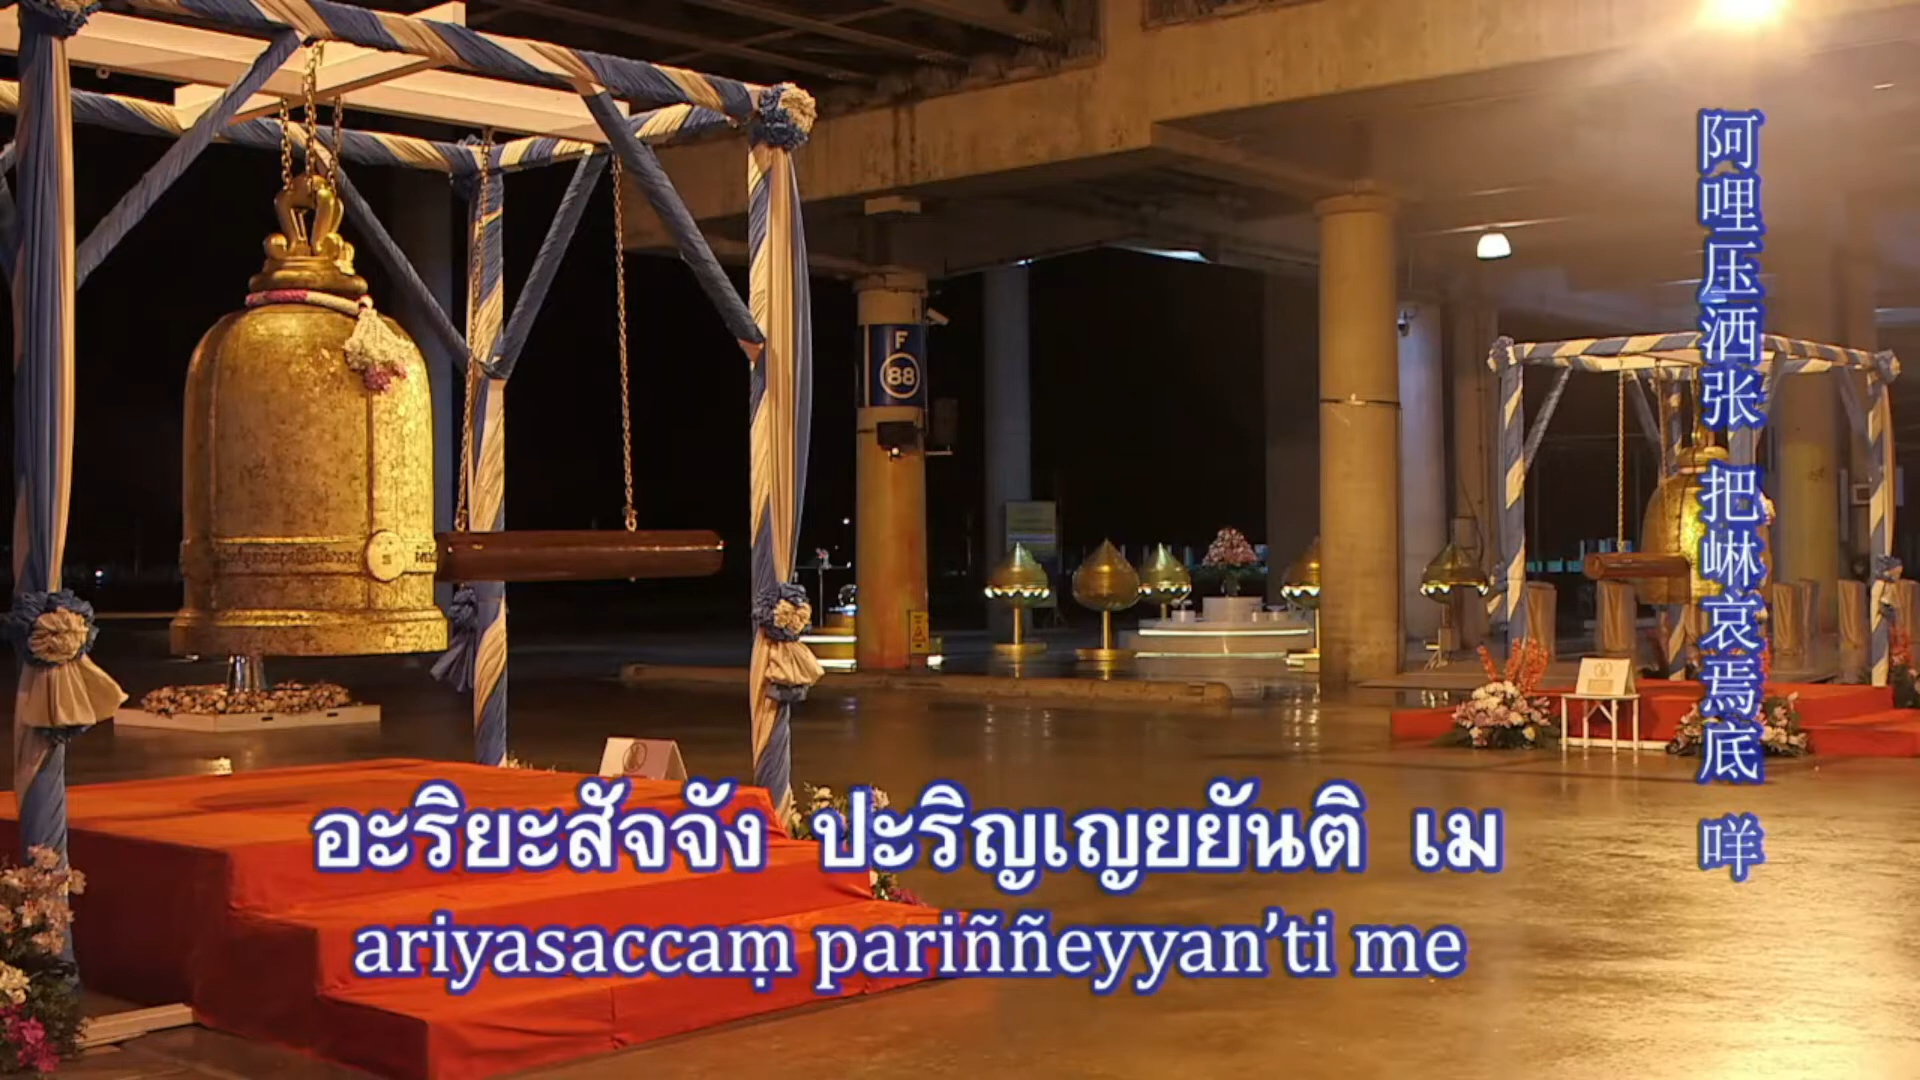 อะริยะสัจจัง ปะริญเญยยันติ เม
ariyasaccaṃ pariññeyyan’ti me
阿哩压洒张 把崊哀焉底 咩
F
88